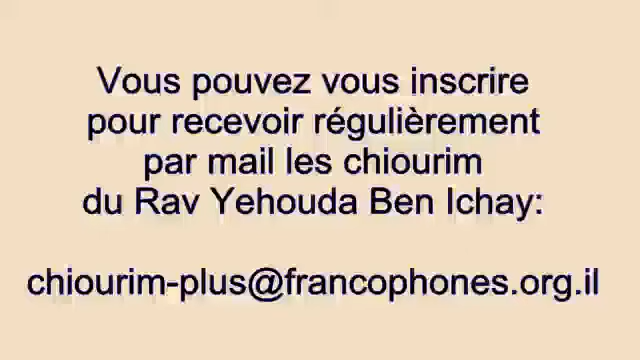 Vous pouvez vous inscrire
pour recevoir régulièrement
par mail les chiourim
du Rav Yehouda Ben Ichay:
chiourim-plus@francophones.org.il